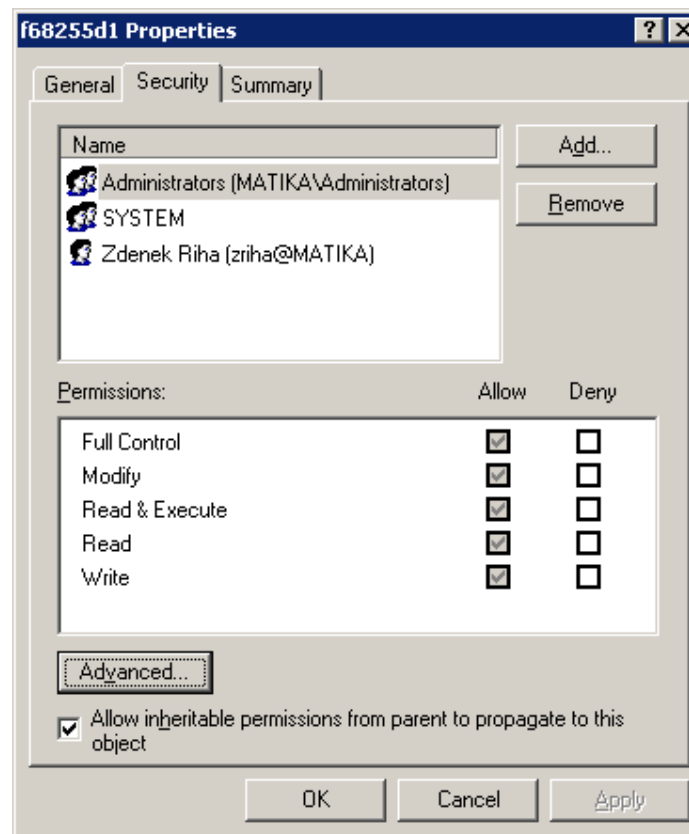 f68255d1 Properties
General Security Summary
Name
Add...
Administrators (MATIKA\Administrators)
Remove
SYSTEM
Zdenek Riha (zriha@MATIKA)
Permissions: Allow Deny
Full Control
Modify
Read & Execute
Read
Write
Advanced...
Allow inheritable permissions from parent to propagate to this
object
OK Cancel Apply